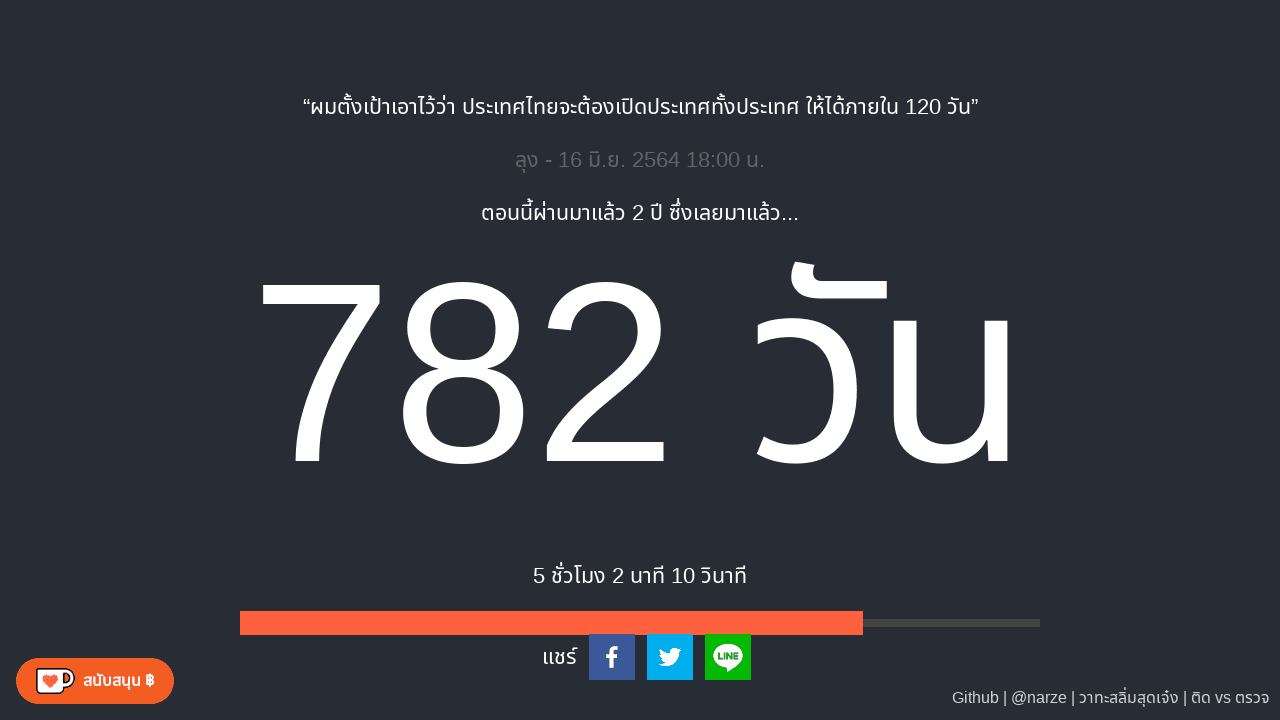 “ผมตั้งเป้าเอาไว้ว่า ประเทศไทยจะต้องเปิดประเทศทั้งประเทศ ให้ได้ภายใน 120 วัน”
ลุง - 16 มิ.ย. 2564 18:00 น.
ตอนนี้ผ่านมาแล้ว 2 ปี ซึ่งเลยมาแล้ว...
782 วัน
5 ชั่วโมง 2 นาที 10 วินาที
แชร์
LINE
สนับสนุน ฿
Github | @narze | วาทะสลิ่มสุดเจ๋ง | ติด vs ตรวจ